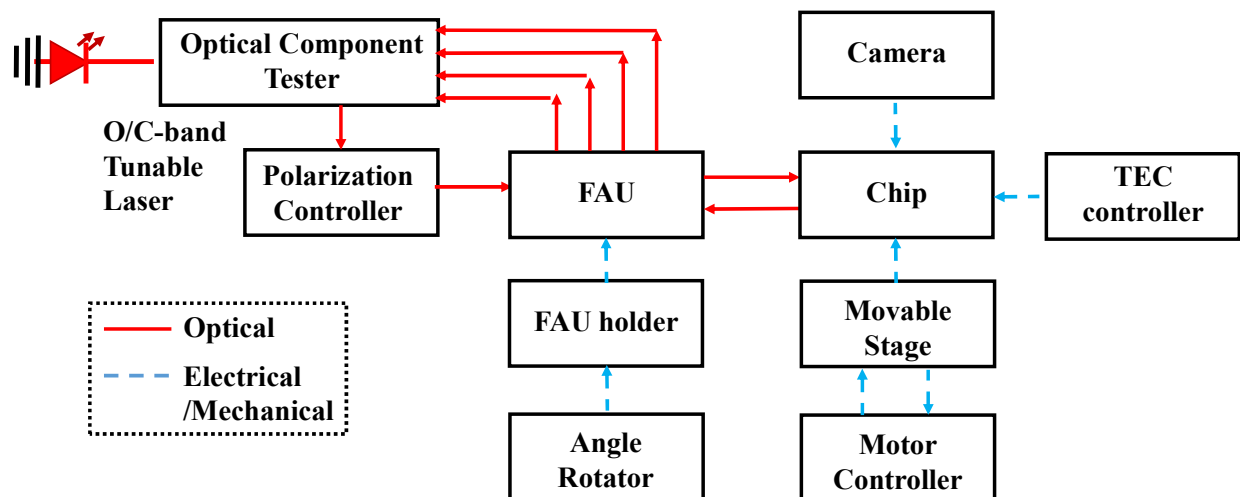 Optical Component
Tester
Camera
O/C-band
Tunable
Laser
Polarization
Controller
FAU
Chip
TEC
controller
FAU holder
Movable
Stage
Optical
Electrical
/Mechanical
Angle
Rotator
Motor
Controller